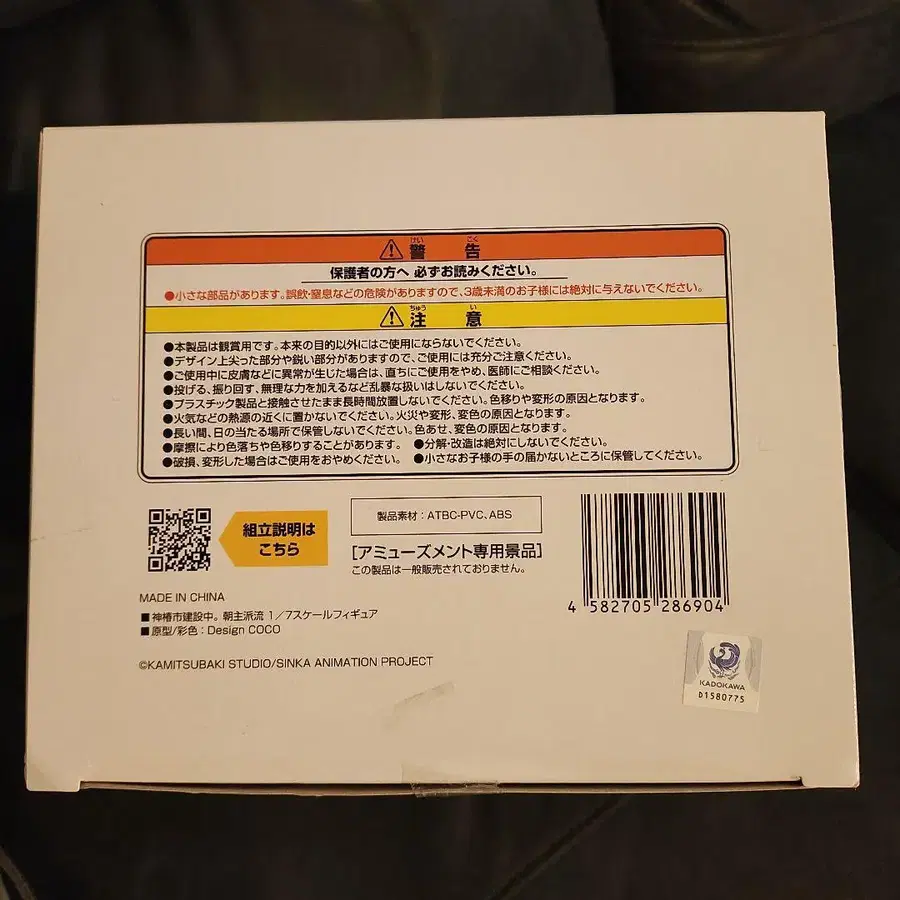 ⚠警告
けい こく
保護者の方へ 必ずお読みください。
●小さな部品があります。誤飲・窒息などの危険がありますので、3歳未満のお子様には絶対に与えないでください。
ちゅう い
⚠注意
●本製品は観賞用です。本来の目的以外にはご使用にならないでください。
●デザイン上尖った部分や鋭い部分がありますので、ご使用には充分ご注意ください。
●ご使用中に皮膚などに異常が生じた場合は、直ちにご使用をやめ、医師にご相談ください。
●投げる、振り回す、無理な力を加えるなど乱暴な扱いはしないでください。
●プラスチック製品と接触させたまま長時間放置しないでください。色移りや変形の原因となります。
●火気などの熱源の近くに置かないでください。火災や変形、変色の原因となります。
●長い間、日の当たる場所で保管しないでください。色あせ、変色の原因となります。
●摩擦により色落ちや色移りすることがあります。 ●分解・改造は絶対にしないでください。
●破損、変形した場合はご使用をおやめください。 ●小さなお子様の手の届かないところに保管してください。
組立説明は
こちら
製品素材：ATBC-PVC、ABS
[アミューズメント専用景品]
この製品は一般販売されておりません。
4 582705 286904
MADE IN CHINA
■神椿市建設中。朝主派流 1/7スケールフィギュア
■原型/彩色：Design COCO
©KAMITSUBAKI STUDIO/SINKA ANIMATION PROJECT
KADOKAWA
D1580775